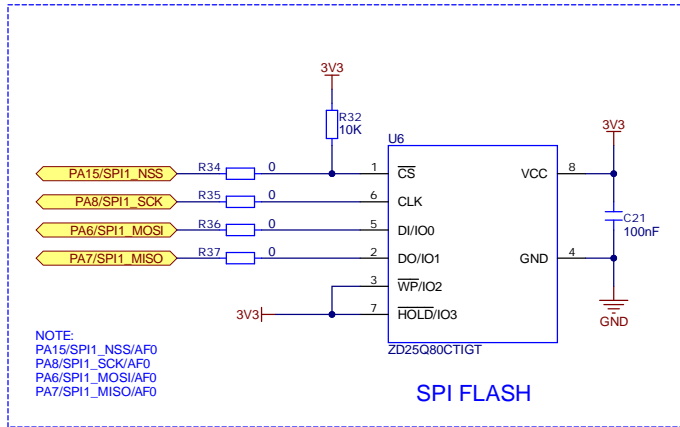 3V3
R32
10K
U6
3V3
PA15/SPI1_NSS R34 0 1 CS VCC 8
PA8/SPI1_SCK R35 0 6 CLK
PA6/SPI1_MOSI R36 0 5 DI/IO0
C21
100nF
PA7/SPI1_MISO R37 0 2 DO/IO1 GND 4
3 WP/IO2
3V3 7 HOLD/IO3
GND
NOTE:
PA15/SPI1_NSS/AF0
PA8/SPI1_SCK/AF0
PA6/SPI1_MOSI/AF0
PA7/SPI1_MISO/AF0
ZD25Q80CTIGT
SPI FLASH